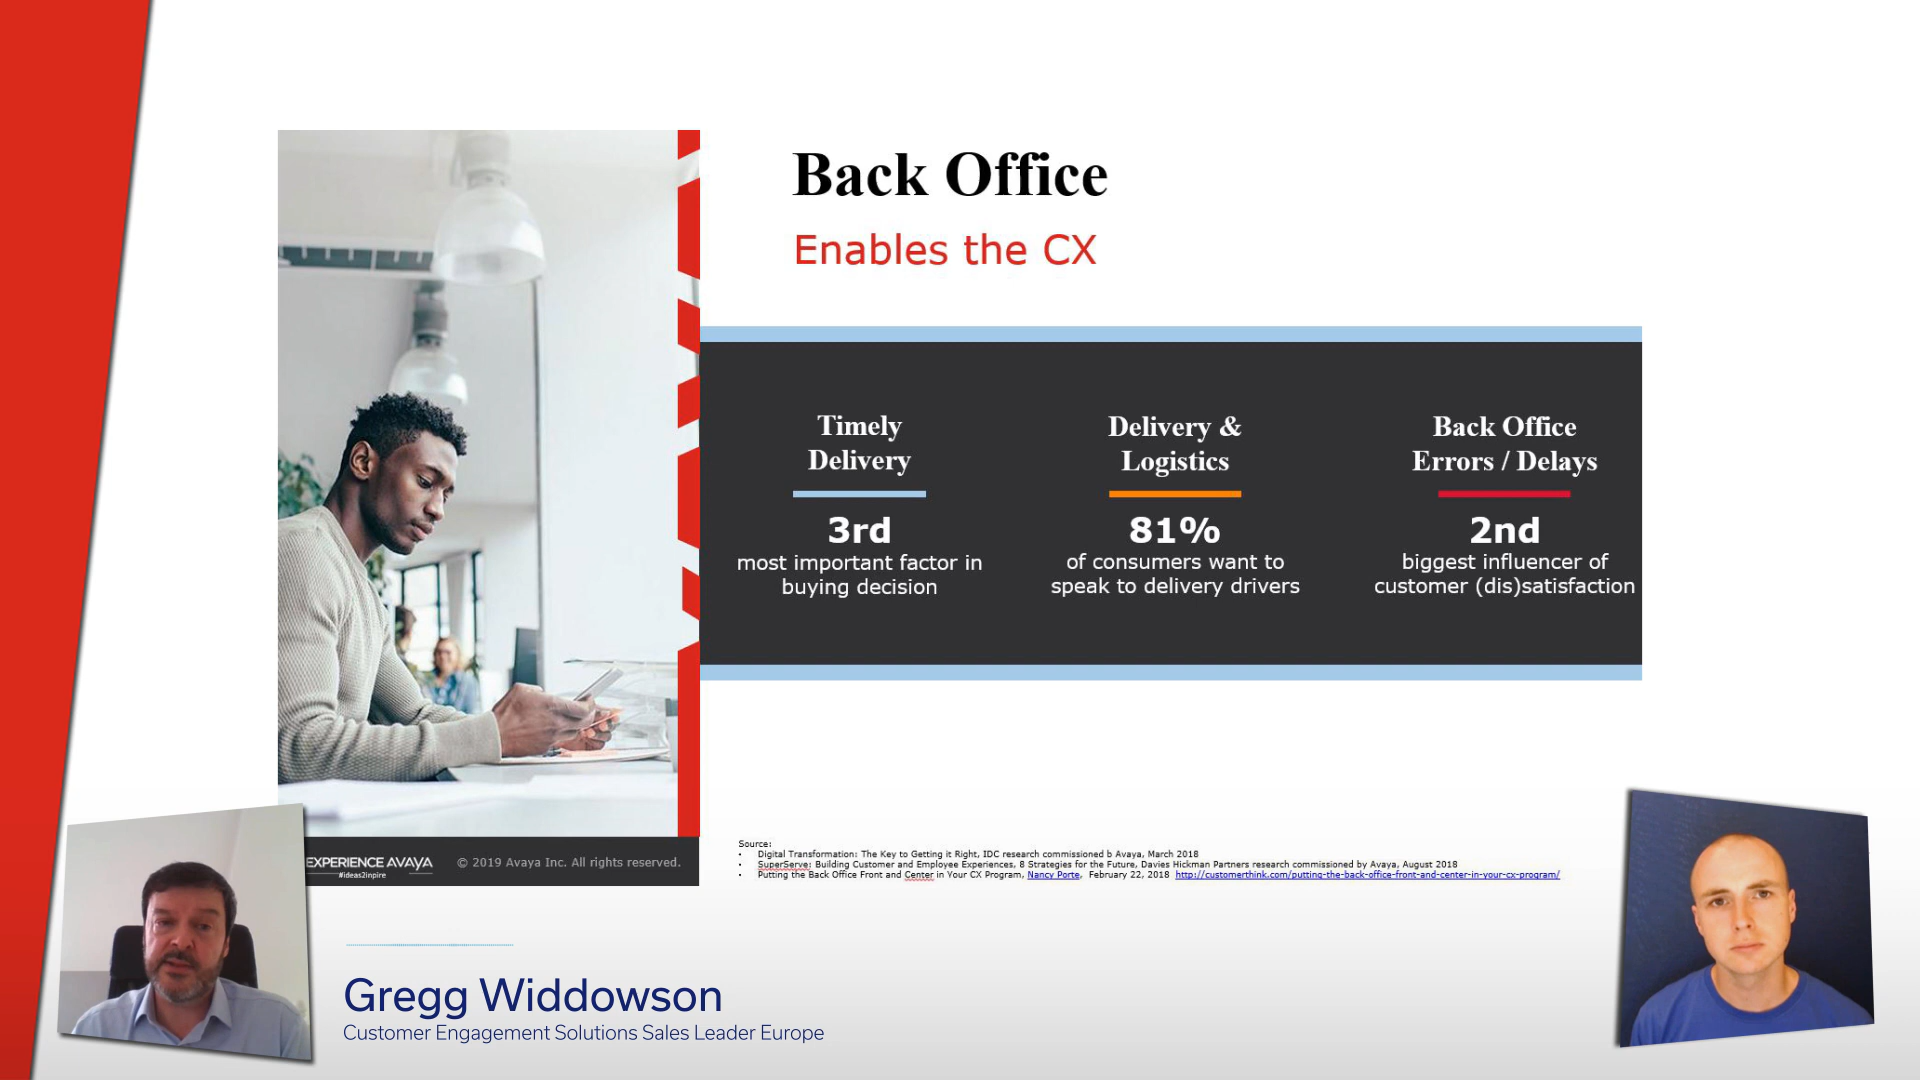 Back Office
Enables the CX
Timely
Delivery
3rd
most important factor in
buying decision
Delivery &
Logistics
81%
of consumers want to
speak to delivery drivers
Back Office
Errors / Delays
2nd
biggest influencer of
customer (dis)satisfaction
EXPERIENCE AVAYA
#ideas2inpire
© 2019 Avaya Inc. All rights reserved.
Source:
• Digital Transformation: The Key to Getting it Right, IDC research commissioned b Avaya, March 2018
• SuperServe: Building Customer and Employee Experiences, 8 Strategies for the Future, Davies Hickman Partners research commissioned by Avaya, August 2018
• Putting the Back Office Front and Center in Your CX Program, Nancy Porte, February 22, 2018 http://customerthink.com/putting-the-back-office-front-and-center-in-your-cx-program/
Gregg Widdowson
Customer Engagement Solutions Sales Leader Europe